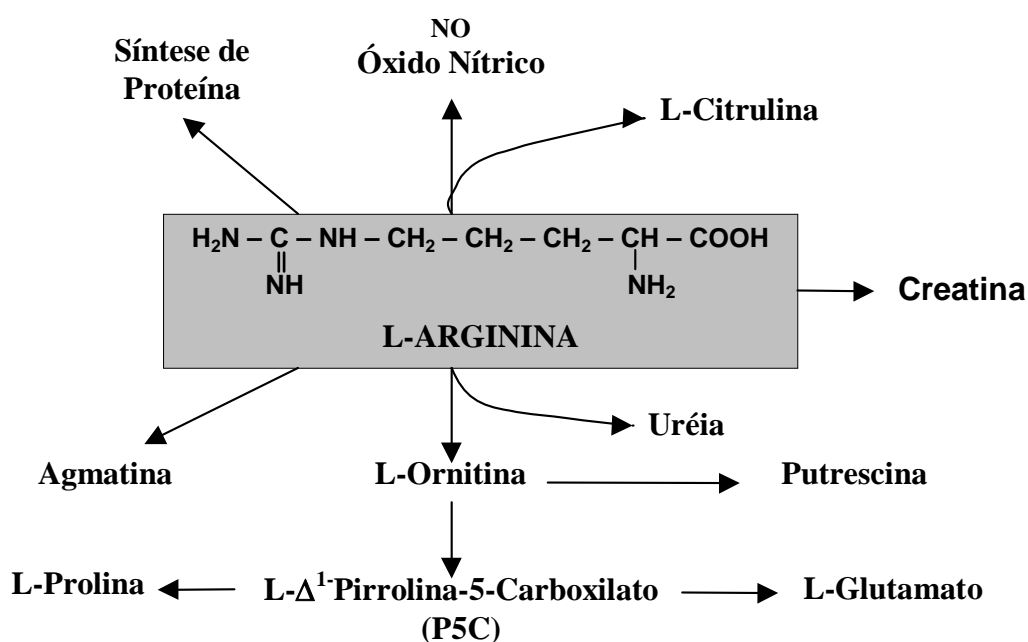 NO
Síntese de
Proteína
Óxido Nítrico
L-Citrulina
H₂N – C – NH – CH₂ – CH₂ – CH₂ – CH – COOH
NH
NH₂
Creatina
L-ARGININA
Uréia
Agmatina
L-Ornitina
Putrescina
L-Prolina
L-Δ¹⁻Pirrolina-5-Carboxilato
(P5C)
L-Glutamato